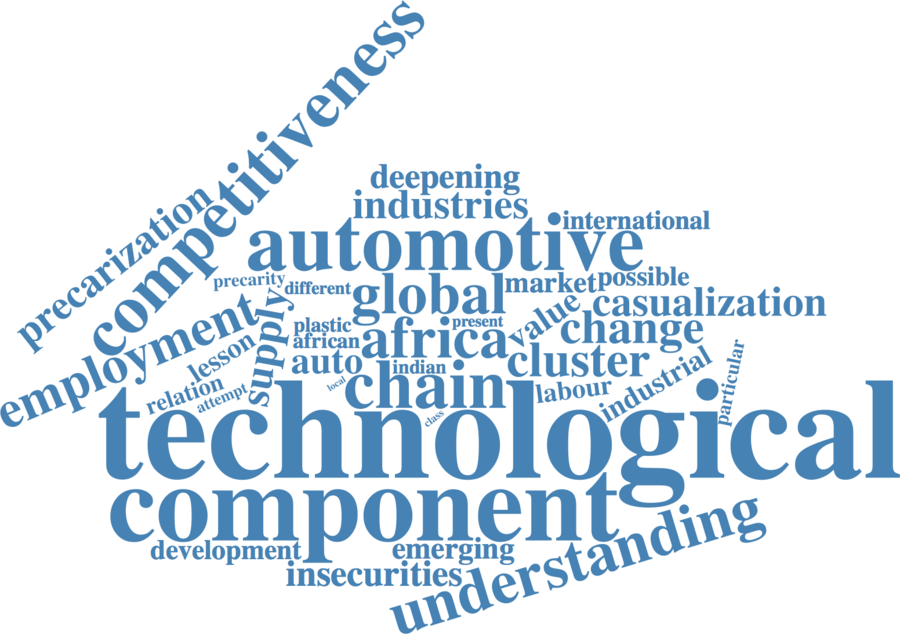 competitiveness
precarization
deepening
industries
international
automotive
precarity
different
global
market
possible
casualization
employment
supply
plastic
african
present
value
change
africa
lesson
auto
indian
cluster
industrial
particular
relation
attempt
local
chain
labour
class
technological
component
understanding
development
emerging
insecurities